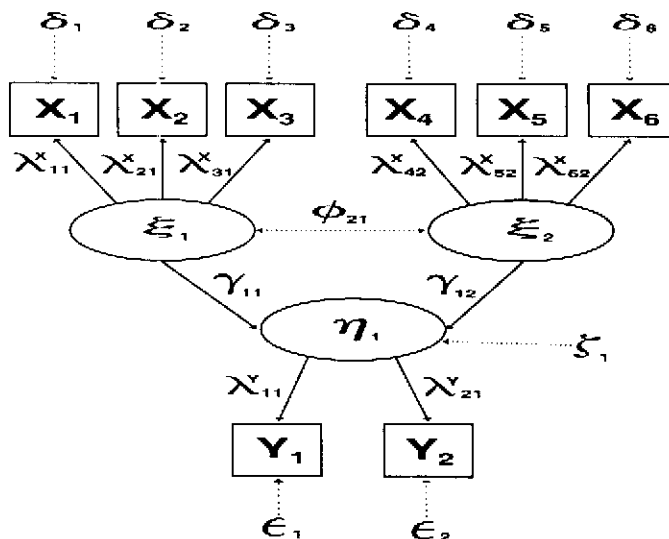 δ₁ δ₂ δ₃ δ₄ δ₅ δ₆
X₁ X₂ X₃ X₄ X₅ X₆
λˣ₁₁ λˣ₂₁ λˣ₃₁ λˣ₄₂ λˣ₅₂ λˣ₅₂
ξ₁ ϕ₂₁ ξ₂
γ₁₁ γ₁₂
η₁
ζ₁
λʸ₁₁ λʸ₂₁
Y₁ Y₂
ϵ₁ ϵ₂